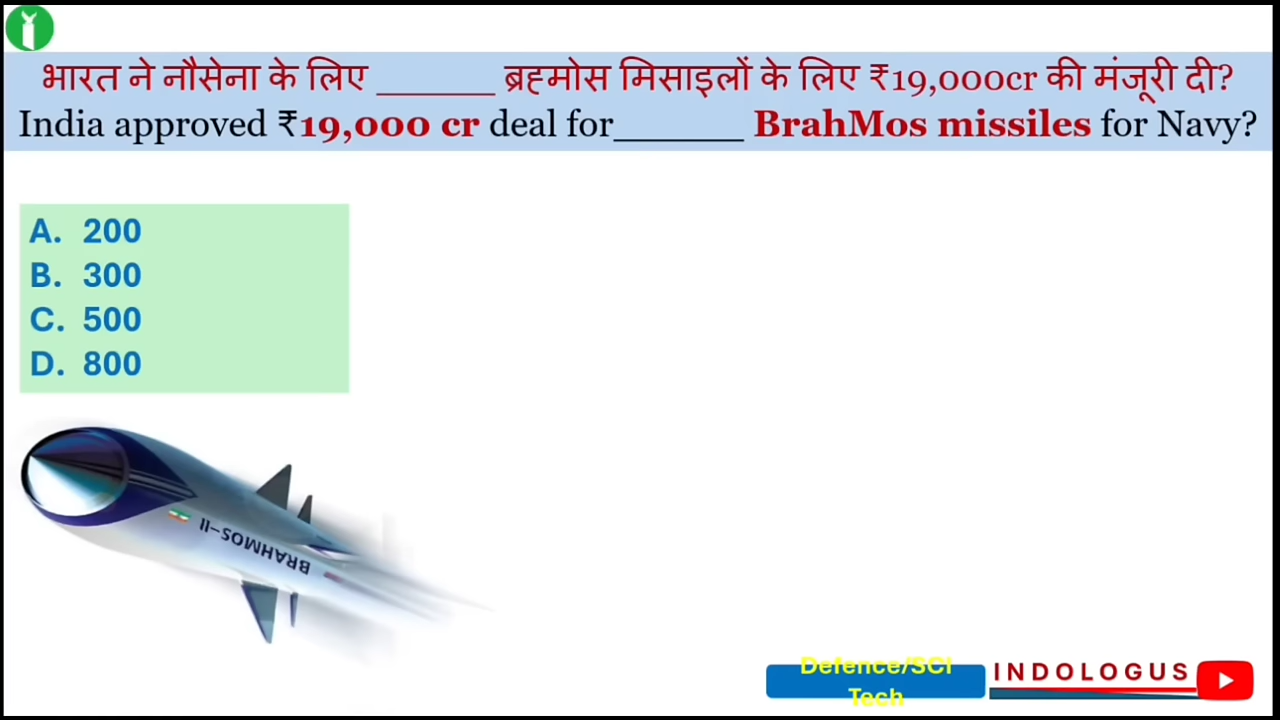 भारत ने नौसेना के लिए ______ ब्रह्मोस मिसाइलों के लिए ₹19,000cr की मंजूरी दी?
India approved ₹19,000 cr deal for_______ BrahMos missiles for Navy?
A. 200
B. 300
C. 500
D. 800
BRAHMOS-II
Defence/SCI
Tech
INDOLOGUS